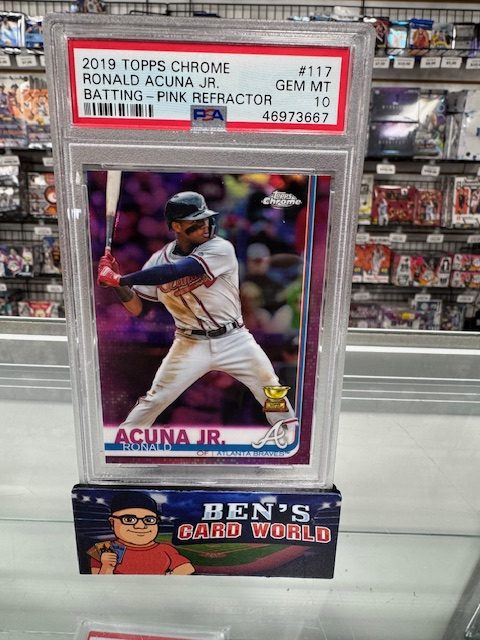 2019 TOPPS CHROME #117
RONALD ACUNA JR. GEM MT
BATTING-PINK REFRACTOR 10
PSA 46973667
Topps
Chrome
ACUNA JR.
RONALD
OF | ATLANTA BRAVES™
A
BEN'S
CARD WORLD